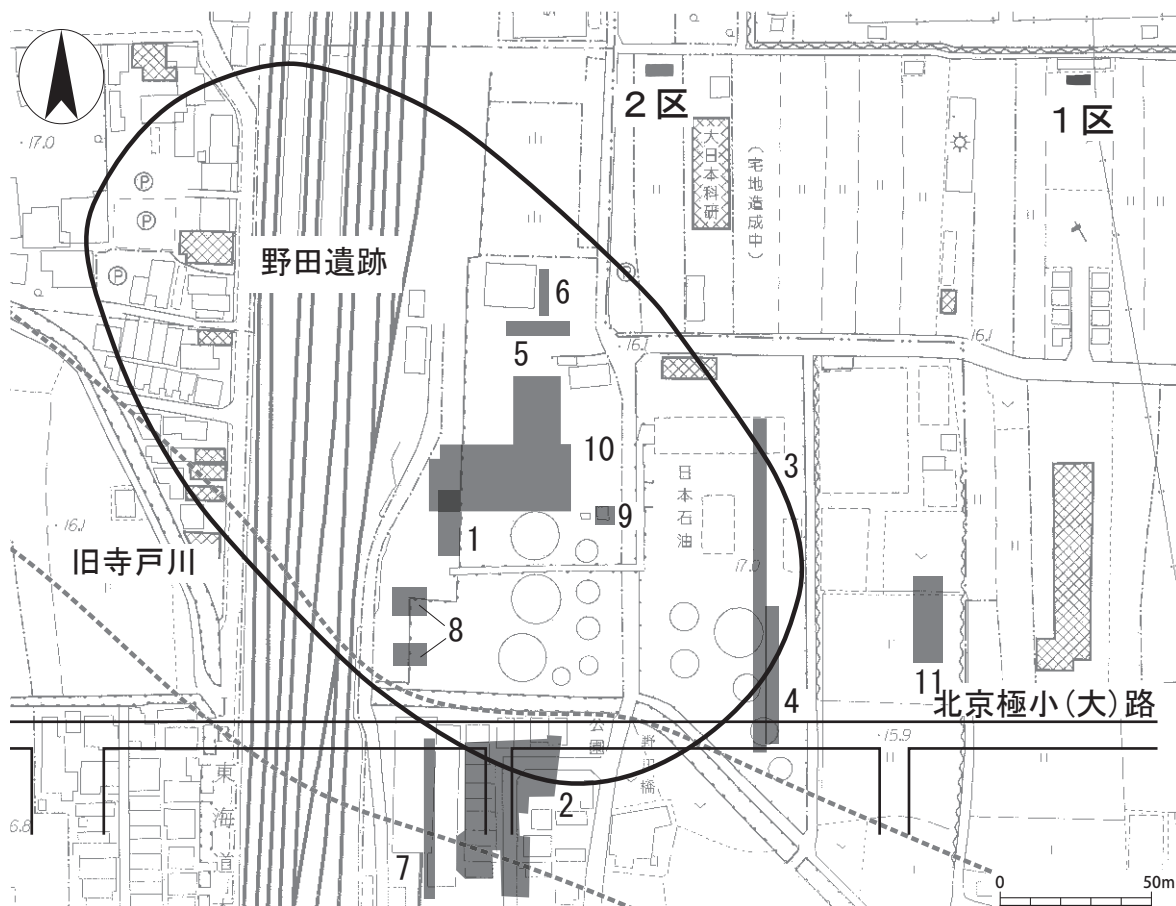 2区
1区
・17.0
大日本科研
(宅地造成中)
P
P
P
野田遺跡
6
5
16.1
16.1
10
3
日本石油
9
・16.1
旧寺戸川
1
17.0
8
11
4
北京極小(大)路
・15.9
公園
野田橋
東海道
2
7
6.8
0
50m